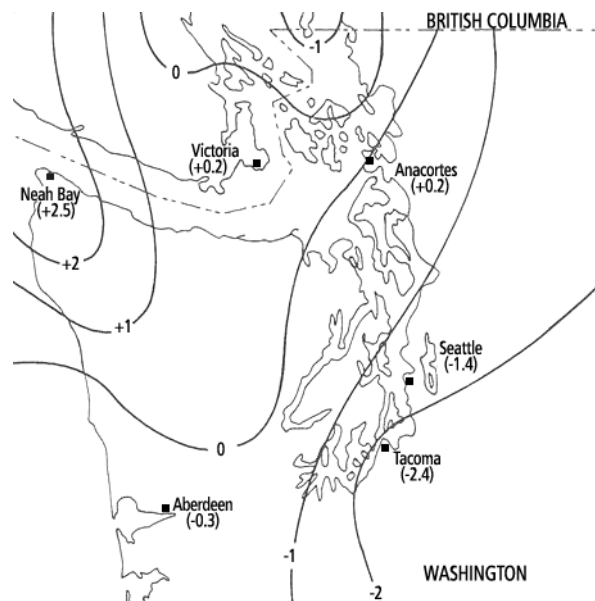 BRITISH COLUMBIA
-1
0
Victoria
(+0.2)
Anacortes
(+0.2)
Neah Bay
(+2.5)
+2
+1
Seattle
(-1.4)
0
Tacoma
(-2.4)
Aberdeen
(-0.3)
-1
WASHINGTON
-2